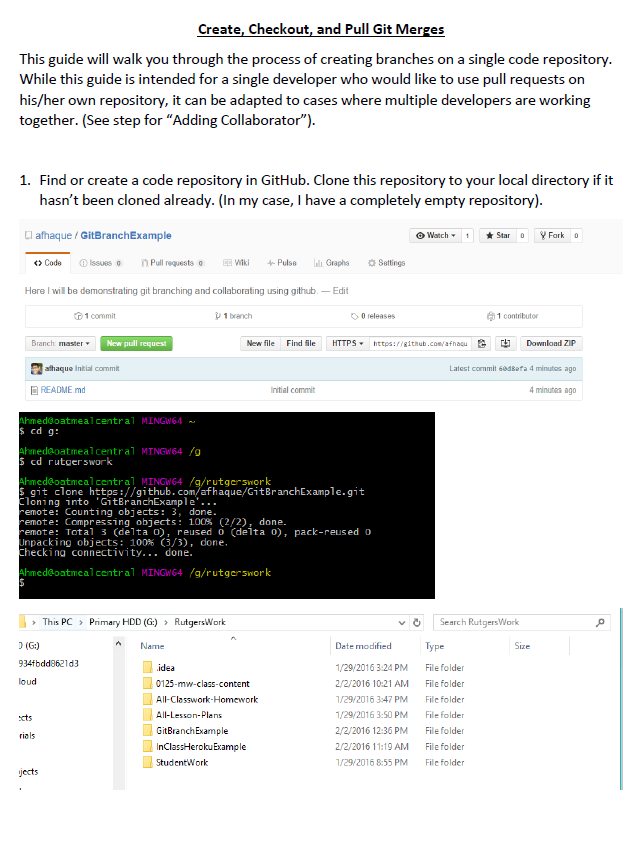 Create, Checkout, and Pull Git Merges
This guide will walk you through the process of creating branches on a single code repository.
While this guide is intended for a single developer who would like to use pull requests on
his/her own repository, it can be adapted to cases where multiple developers are working
together. (See step for “Adding Collaborator”).
1. Find or create a code repository in GitHub. Clone this repository to your local directory if it
hasn’t been cloned already. (In my case, I have a completely empty repository).
afhaque / GitBranchExample Watch 1 Star 0 Fork 0
Code Issues 0 Pull requests 0 Wiki Pulse Graphs Settings
Here I will be demonstrating git branching and collaborating using github. — Edit
1 commit 1 branch 0 releases 1 contributor
Branch: master New pull request New file Find file HTTPS https://github.com/afhaqu Download ZIP
afhaque Initial commit Latest commit 60d8efa 4 minutes ago
README.md Initial commit 4 minutes ago
Ahmed@oatmealcentral MINGW64 ~
$ cd g:
Ahmed@oatmealcentral MINGW64 /g
$ cd rutgerswork
Ahmed@oatmealcentral MINGW64 /g/rutgerswork
$ git clone https://github.com/afhaque/GitBranchExample.git
Cloning into 'GitBranchExample'...
remote: Counting objects: 3, done.
remote: Compressing objects: 100% (2/2), done.
remote: Total 3 (delta 0), reused 0 (delta 0), pack-reused 0
Unpacking objects: 100% (3/3), done.
Checking connectivity... done.
Ahmed@oatmealcentral MINGW64 /g/rutgerswork
$
› This PC › Primary HDD (G:) › RutgersWork Search RutgersWork
(G:) Name Date modified Type Size
934fbdd8621d3 .idea 1/29/2016 3:24 PM File folder
loud 0125-mw-class-content 2/2/2016 10:21 AM File folder
All-Classwork-Homework 1/29/2016 3:47 PM File folder
ects All-Lesson-Plans 1/29/2016 3:50 PM File folder
rials GitBranchExample 2/2/2016 12:36 PM File folder
InClassHerokuExample 2/2/2016 11:19 AM File folder
jects StudentWork 1/29/2016 8:55 PM File folder